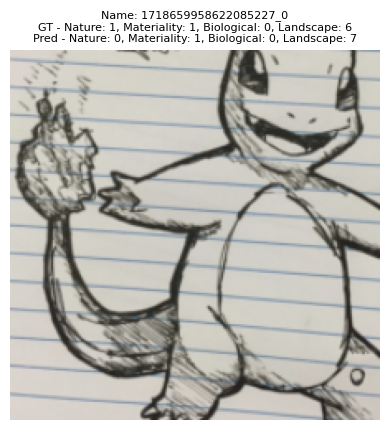 Name: 1718659958622085227_0
GT - Nature: 1, Materiality: 1, Biological: 0, Landscape: 6
Pred - Nature: 0, Materiality: 1, Biological: 0, Landscape: 7